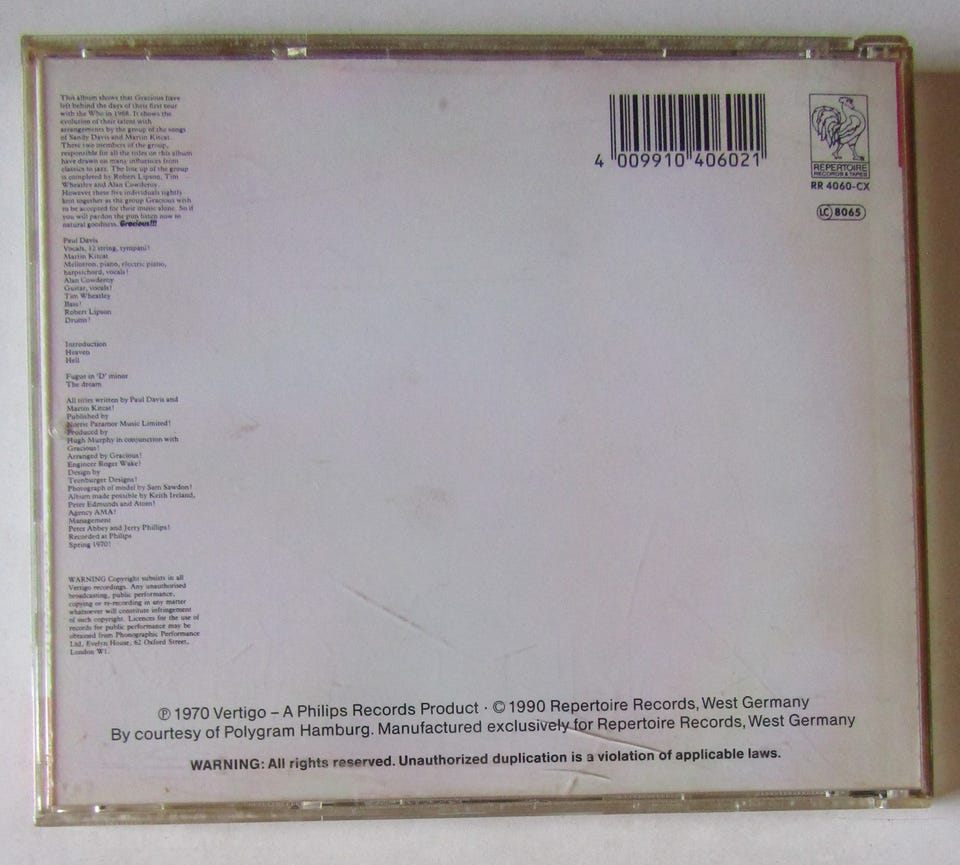 This album shows that Gracious have
left behind the days of their first tour
with the Who in 1968. It shows the
evolution of their talent with
arrangements by the group of the songs
of Sandy Davis and Martin Kitcat.
These two members of the group,
responsible for all the titles on this album
have drawn on many influences from
classics to jazz. The line up of the group
is completed by Robert Lipson, Tim
Wheatley and Alan Cowderoy.
However these five individuals tightly
knit together as the group Gracious wish
to be accepted for their music alone. So if
you will pardon the pun listen now to
natural goodness. Gracious!!!
Paul Davis
Vocals, 12 string, tympani!
Martin Kitcat
Mellotron, piano, electric piano,
harpsichord, vocals!
Alan Cowderoy
Guitar, vocals!
Tim Wheatley
Bass!
Robert Lipson
Drums!
Introduction
Heaven
Hell
Fugue in 'D' minor
The dream
All titles written by Paul Davis and
Martin Kitcat!
Published by
Norris Paramor Music Limited!
Produced by
Hugh Murphy in conjunction with
Gracious!
Arranged by Gracious!
Engineer Roger Wake!
Design by
Teenburger Designs!
Photograph of model by Sam Sawdon!
Album made possible by Keith Ireland,
Peter Edmunds and Atom!
Agency AMA!
Management
Peter Abbey and Jerry Phillips!
Recorded at Philips
Spring 1970!
WARNING Copyright subsists in all
Vertigo recordings. Any unauthorised
broadcasting, public performance,
copying or re-recording in any matter
whatsoever will constitute infringement
of such copyright. Licences for the use of
records for public performance may be
obtained from Phonographic Performance
Ltd, Evelyn House, 62 Oxford Street,
London W1.
4 009910 406021
REPERTOIRE
RECORDS & TAPES
RR 4060-CX
LC 8065
℗ 1970 Vertigo – A Philips Records Product · © 1990 Repertoire Records, West Germany
By courtesy of Polygram Hamburg. Manufactured exclusively for Repertoire Records, West Germany
WARNING: All rights reserved. Unauthorized duplication is a violation of applicable laws.